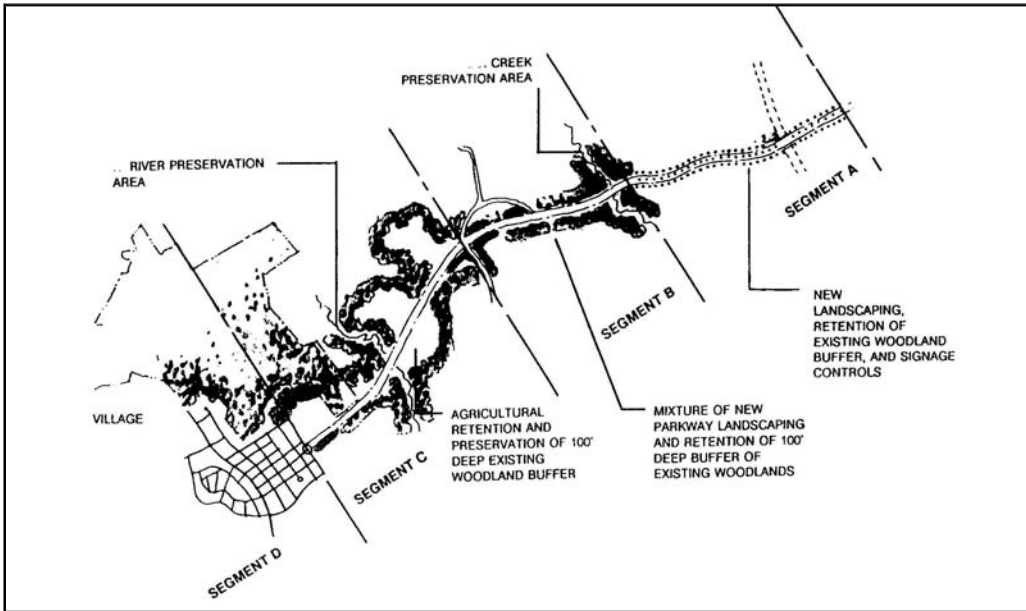 CREEK
PRESERVATION AREA
RIVER PRESERVATION
AREA
SEGMENT A
SEGMENT B
NEW
LANDSCAPING,
RETENTION OF
EXISTING WOODLAND
BUFFER, AND SIGNAGE
CONTROLS
VILLAGE
AGRICULTURAL
RETENTION AND
PRESERVATION OF 100'
DEEP EXISTING
WOODLAND BUFFER
MIXTURE OF NEW
PARKWAY LANDSCAPING
AND RETENTION OF 100'
DEEP BUFFER OF
EXISTING WOODLANDS
SEGMENT C
SEGMENT D